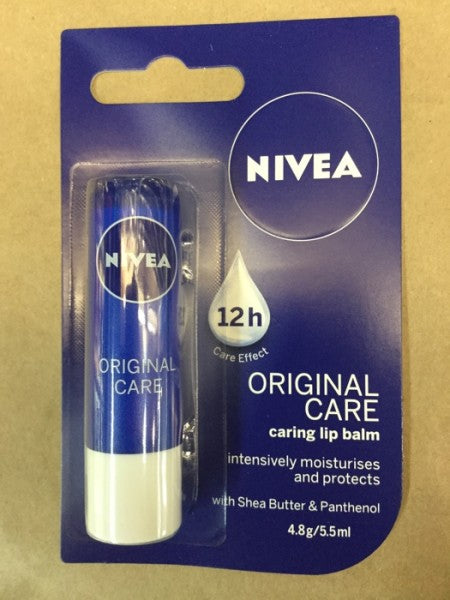 NIVEA
NIVEA
12h
Care Effect
ORIGINAL
CARE
ORIGINAL
CARE
caring lip balm
intensively moisturises
and protects
with Shea Butter & Panthenol
4.8g/5.5ml